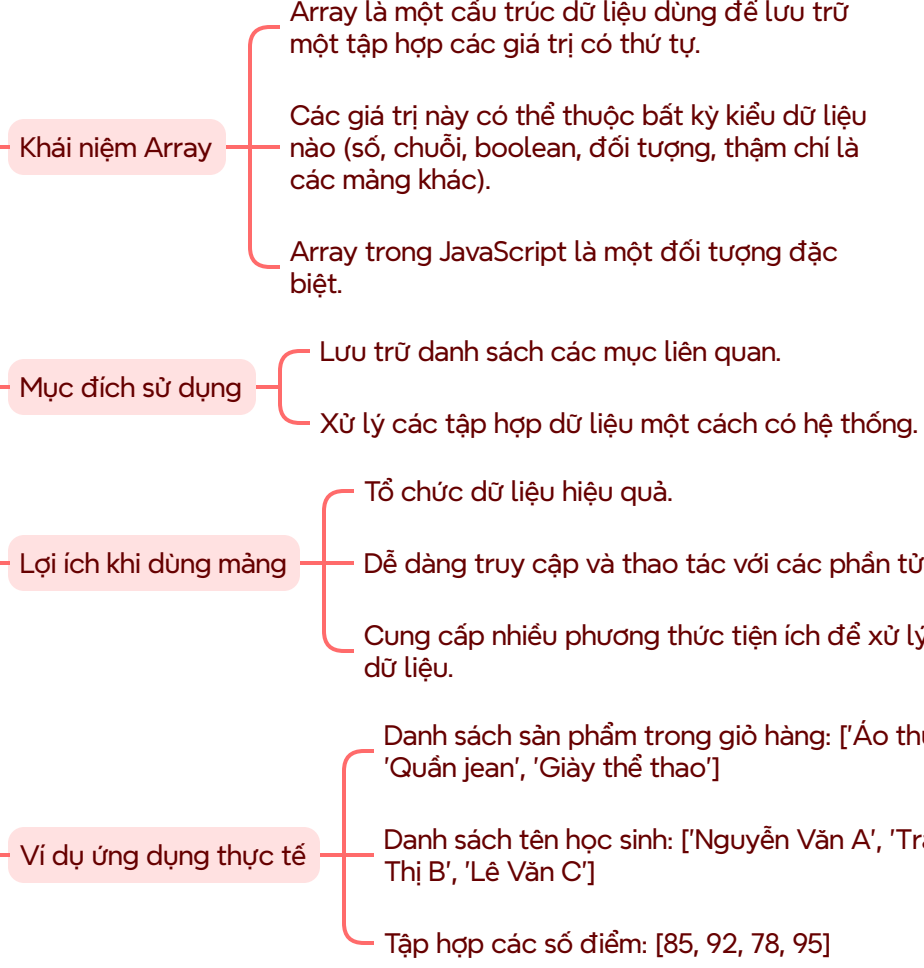 Array là một cấu trúc dữ liệu dùng để lưu trữ
một tập hợp các giá trị có thứ tự.
Khái niệm Array
Các giá trị này có thể thuộc bất kỳ kiểu dữ liệu
nào (số, chuỗi, boolean, đối tượng, thậm chí là
các mảng khác).
Array trong JavaScript là một đối tượng đặc
biệt.
Mục đích sử dụng
Lưu trữ danh sách các mục liên quan.
Xử lý các tập hợp dữ liệu một cách có hệ thống.
Lợi ích khi dùng mảng
Tổ chức dữ liệu hiệu quả.
Dễ dàng truy cập và thao tác với các phần tử
Cung cấp nhiều phương thức tiện ích để xử lý
dữ liệu.
Ví dụ ứng dụng thực tế
Danh sách sản phẩm trong giỏ hàng: ['Áo
'Quần jean', 'Giày thể thao']
Danh sách tên học sinh: ['Nguyễn Văn A',
Thị B', 'Lê Văn C']
Tập hợp các số điểm: [85, 92, 78, 95]